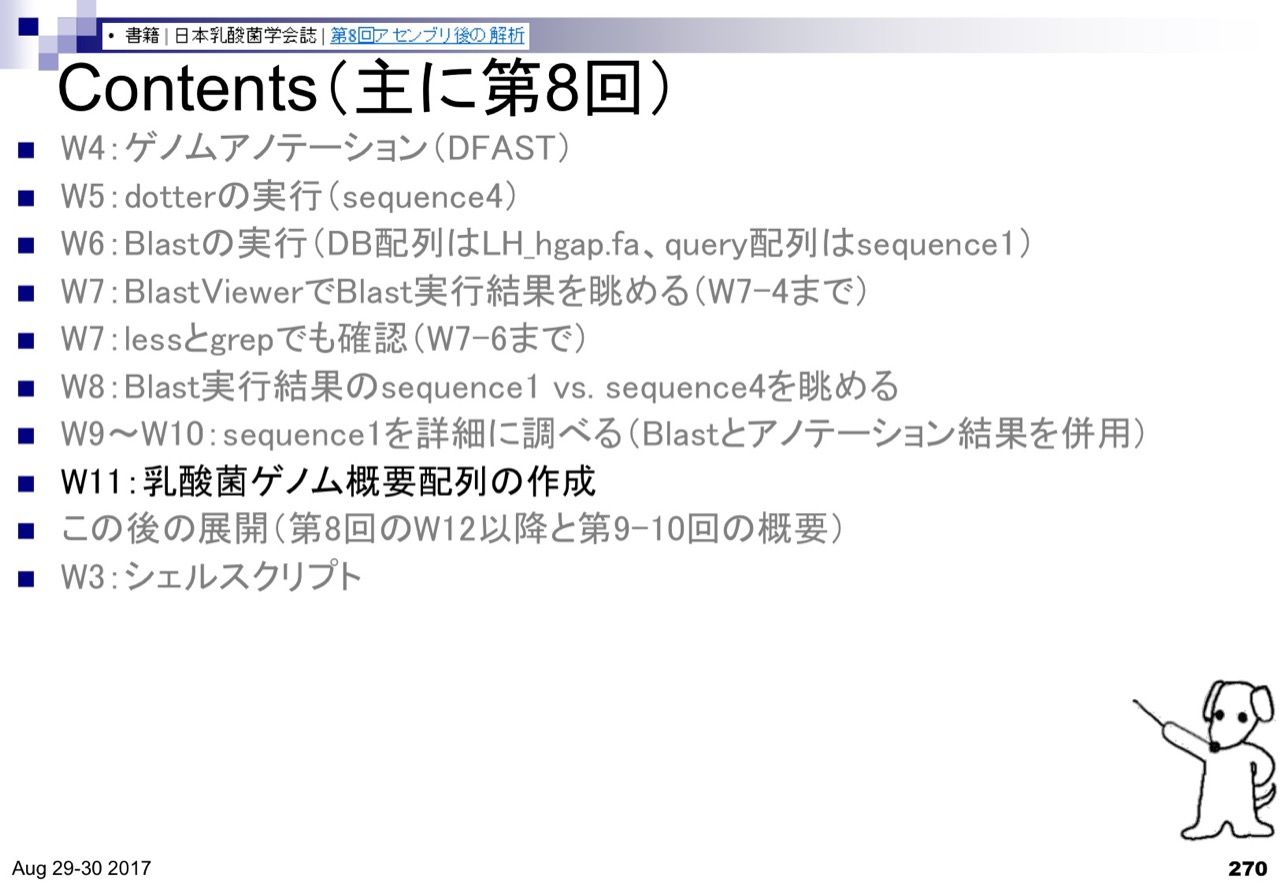 • 書籍 | 日本乳酸菌学会誌 | 第8回アセンブリ後の解析
Contents（主に第8回）
W4：ゲノムアノテーション（DFAST）
W5：dotterの実行（sequence4）
W6：Blastの実行（DB配列はLH_hgap.fa、query配列はsequence1）
W7：BlastViewerでBlast実行結果を眺める（W7-4まで）
W7：lessとgrepでも確認（W7-6まで）
W8：Blast実行結果のsequence1 vs. sequence4を眺める
W9～W10：sequence1を詳細に調べる（Blastとアノテーション結果を併用）
W11：乳酸菌ゲノム概要配列の作成
この後の展開（第8回のW12以降と第9-10回の概要）
W3：シェルスクリプト
Aug 29-30 2017
270